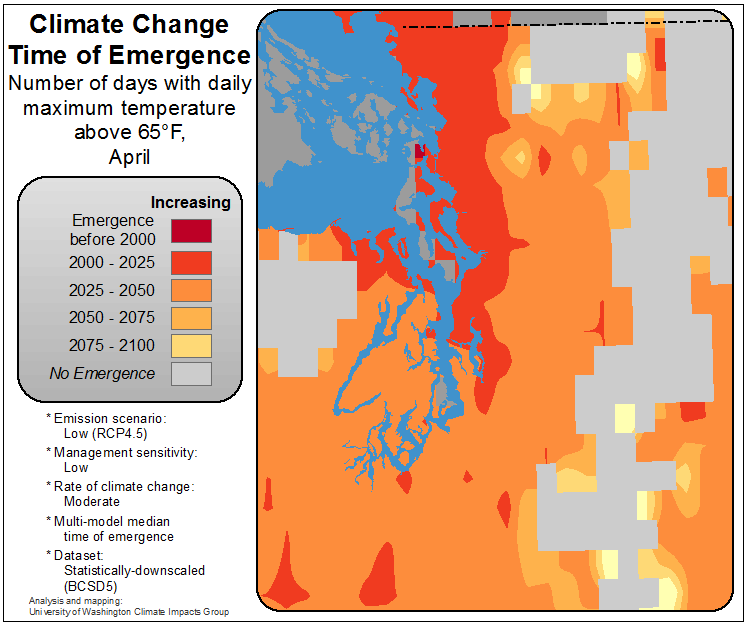 Climate Change
Time of Emergence
Number of days with daily
maximum temperature
above 65°F,
April
Increasing
Emergence
before 2000
2000 - 2025
2025 - 2050
2050 - 2075
2075 - 2100
No Emergence
* Emission scenario:
Low (RCP4.5)
* Management sensitivity:
Low
* Rate of climate change:
Moderate
* Multi-model median
time of emergence
* Dataset:
Statistically-downscaled
(BCSD5)
Analysis and mapping:
University of Washington Climate Impacts Group